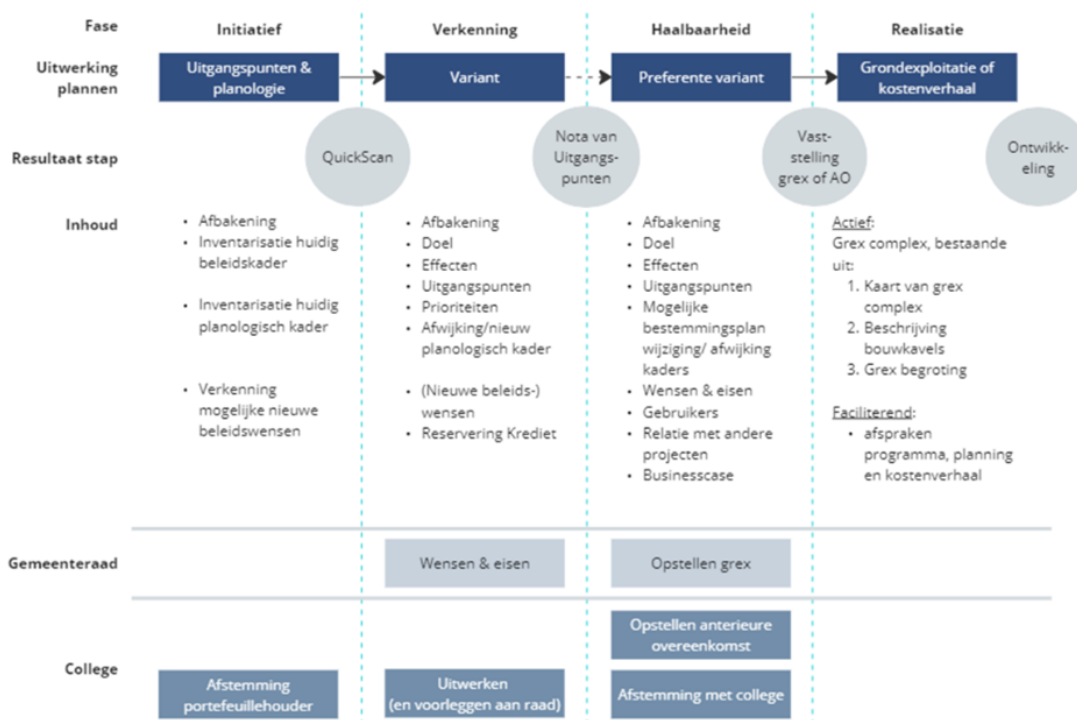 Fase
Initiatief
Verkenning
Haalbaarheid
Realisatie
Uitwerking
plannen
Uitgangspunten &
planologie
Variant
Preferente variant
Grondexploitatie of
kostenverhaal
Resultaat stap
QuickScan
Nota van
Uitgangs-
punten
Vast-
stelling
grex of AO
Ontwikk-
eling
Inhoud
• Afbakening
• Inventarisatie huidig
beleidskader
• Inventarisatie huidig
planologisch kader
• Verkenning
mogelijke nieuwe
beleidswensen
• Afbakening
• Doel
• Effecten
• Uitgangspunten
• Prioriteiten
• Afwijking/nieuw
planologisch kader
• (Nieuwe beleids-)
wensen
• Reservering Krediet
• Afbakening
• Doel
• Effecten
• Uitgangspunten
• Mogelijke
bestemmingsplan
wijziging/ afwijking
kaders
• Wensen & eisen
• Gebruikers
• Relatie met andere
projecten
• Businesscase
Actief:
Grex complex, bestaande
uit:
1. Kaart van grex
complex
2. Beschrijving
bouwkavels
3. Grex begroting
Faciliterend:
• afspraken
programma, planning
en kostenverhaal
Gemeenteraad
Wensen & eisen
Opstellen grex
College
Afstemming
portefeuillehouder
Uitwerken
(en voorleggen aan raad)
Opstellen anterieure
overeenkomst
Afstemming met college